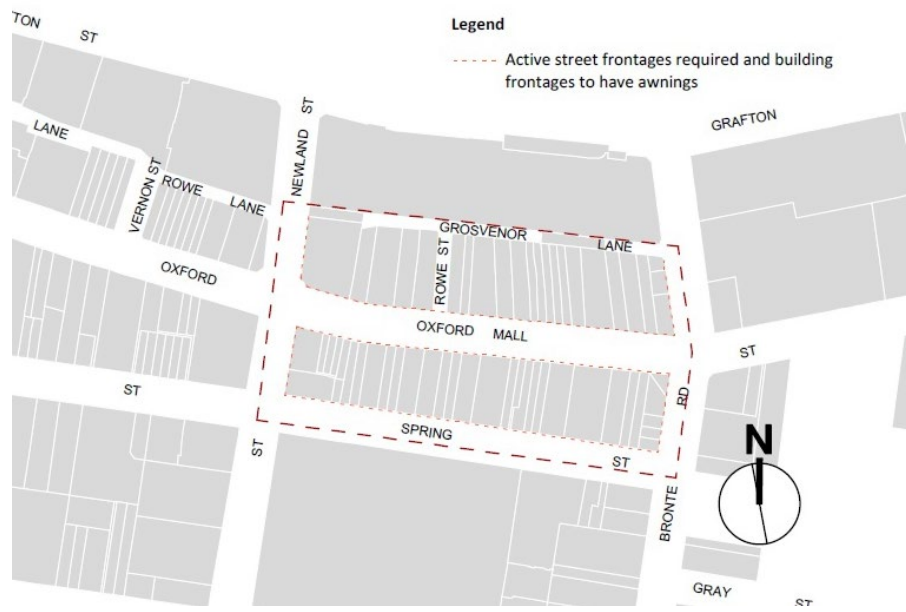 TON ST
Legend
Active street frontages required and building
frontages to have awnings
GRAFTON
LANE
VERNON ST
ROWE LANE
NEWLAND ST
GROSVENOR LANE
ROWE ST
OXFORD
OXFORD MALL
ST
RD
ST
SPRING ST
ST
BRONTE
N
GRAY ST